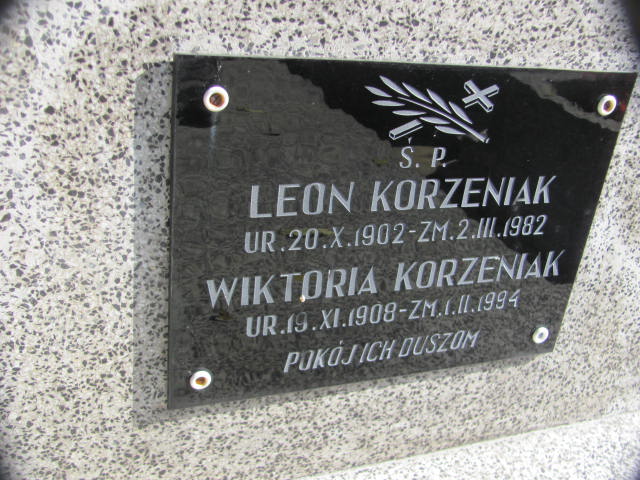 Ś. P.
LEON KORZENIAK
UR. 20. X. 1902 - ZM. 2. III. 1982
WIKTORIA KORZENIAK
UR. 19. XI. 1908 - ZM. 1. II. 1994
POKÓJ ICH DUSZOM